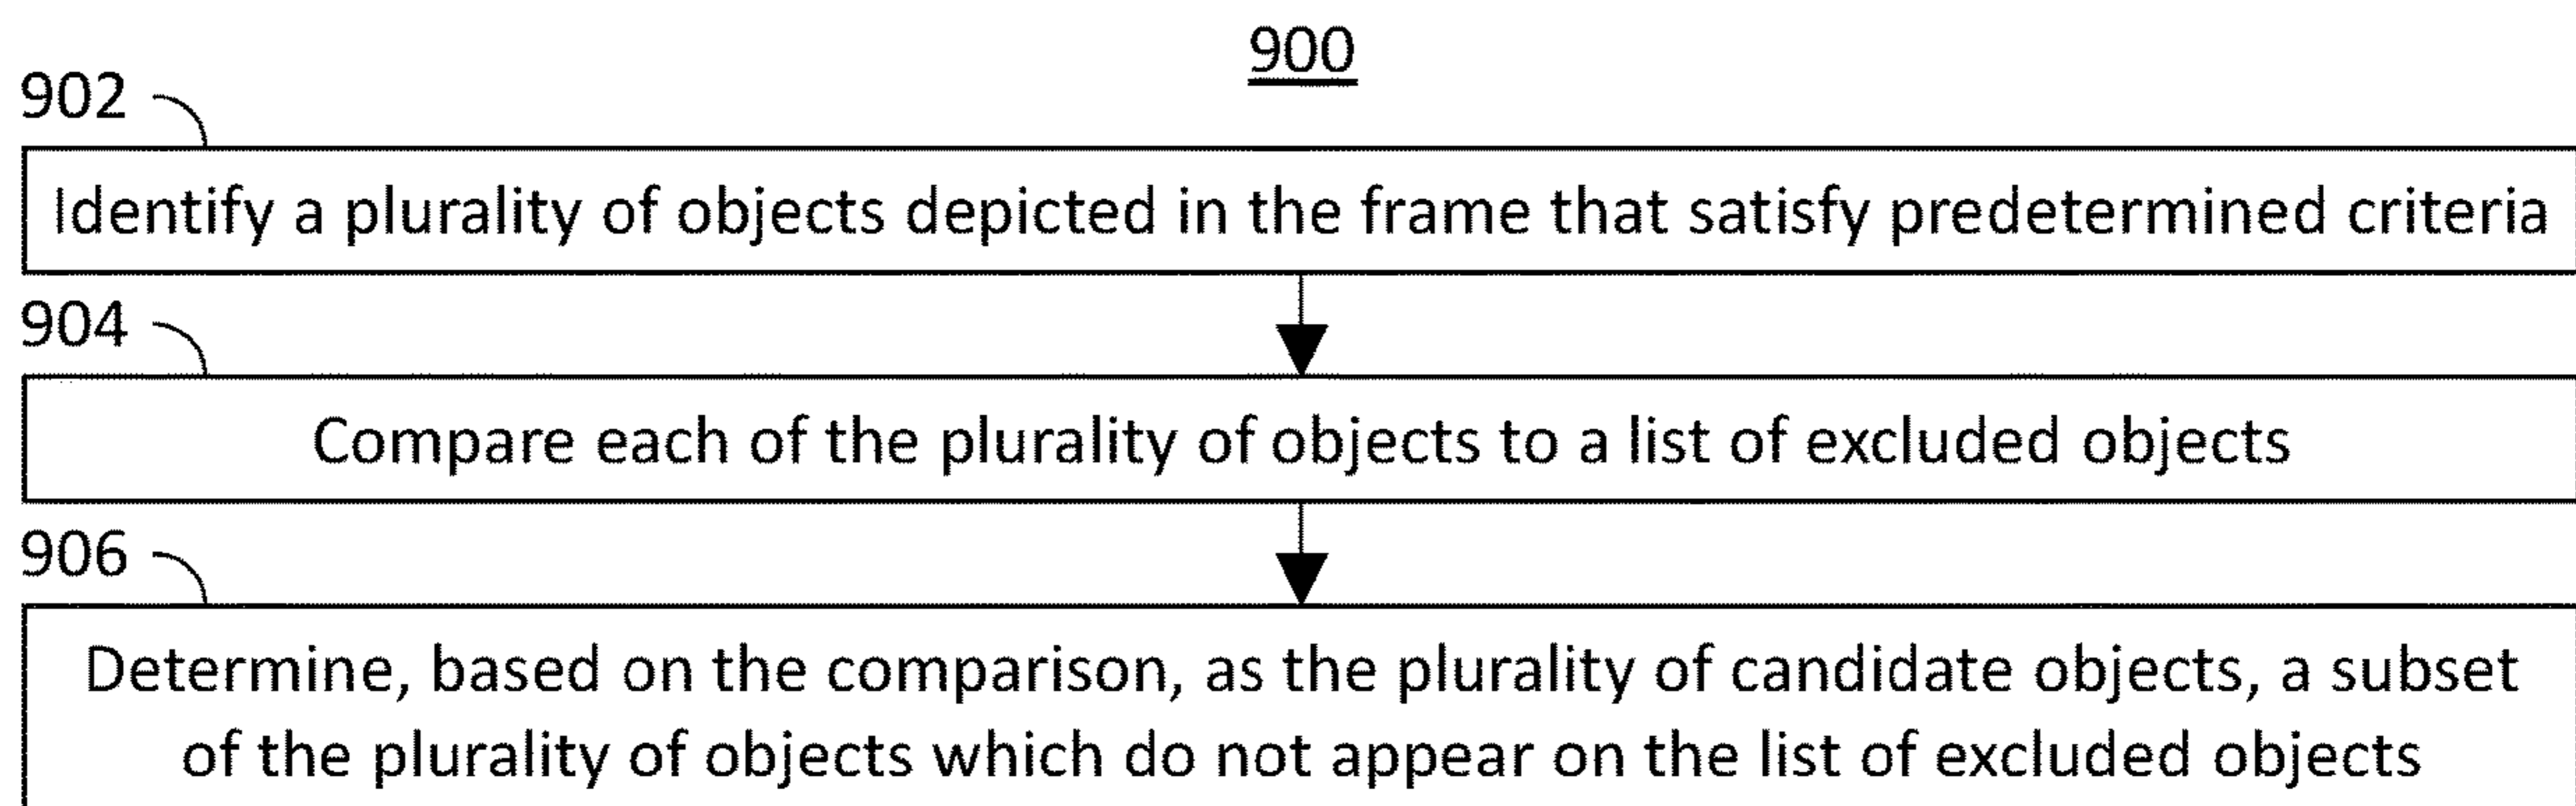 900
902
Identify a plurality of objects depicted in the frame that satisfy predetermined criteria
904
Compare each of the plurality of objects to a list of excluded objects
906
Determine, based on the comparison, as the plurality of candidate objects, a subset
of the plurality of objects which do not appear on the list of excluded objects